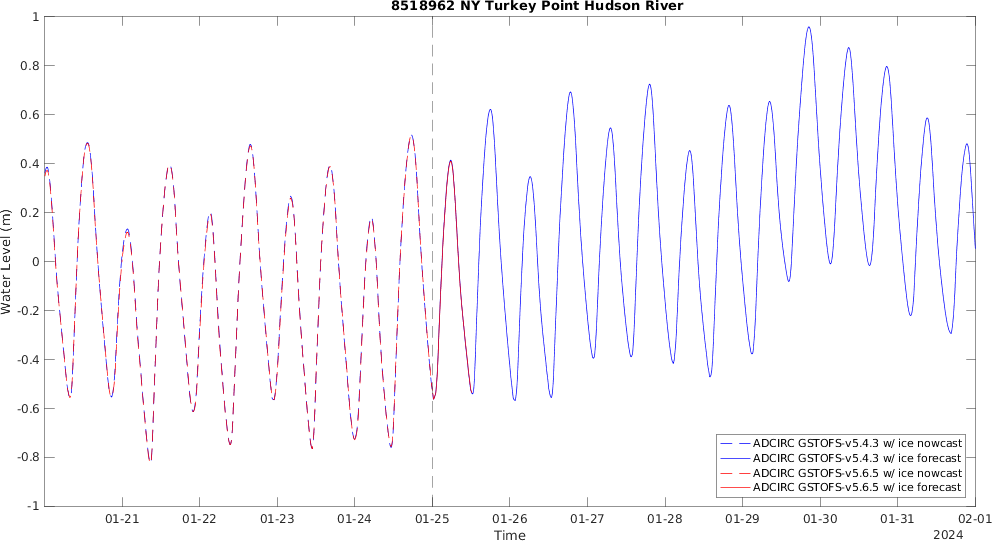 8518962 NY Turkey Point Hudson River
1
0.8
0.6
0.4
0.2
0
-0.2
-0.4
-0.6
-0.8
-1
Water Level (m)
01-21 01-22 01-23 01-24 01-25 01-26 01-27 01-28 01-29 01-30 01-31 02-01
Time
2024
ADCIRC GSTOFS-v5.4.3 w/ ice nowcast
ADCIRC GSTOFS-v5.4.3 w/ ice forecast
ADCIRC GSTOFS-v5.6.5 w/ ice nowcast
ADCIRC GSTOFS-v5.6.5 w/ ice forecast